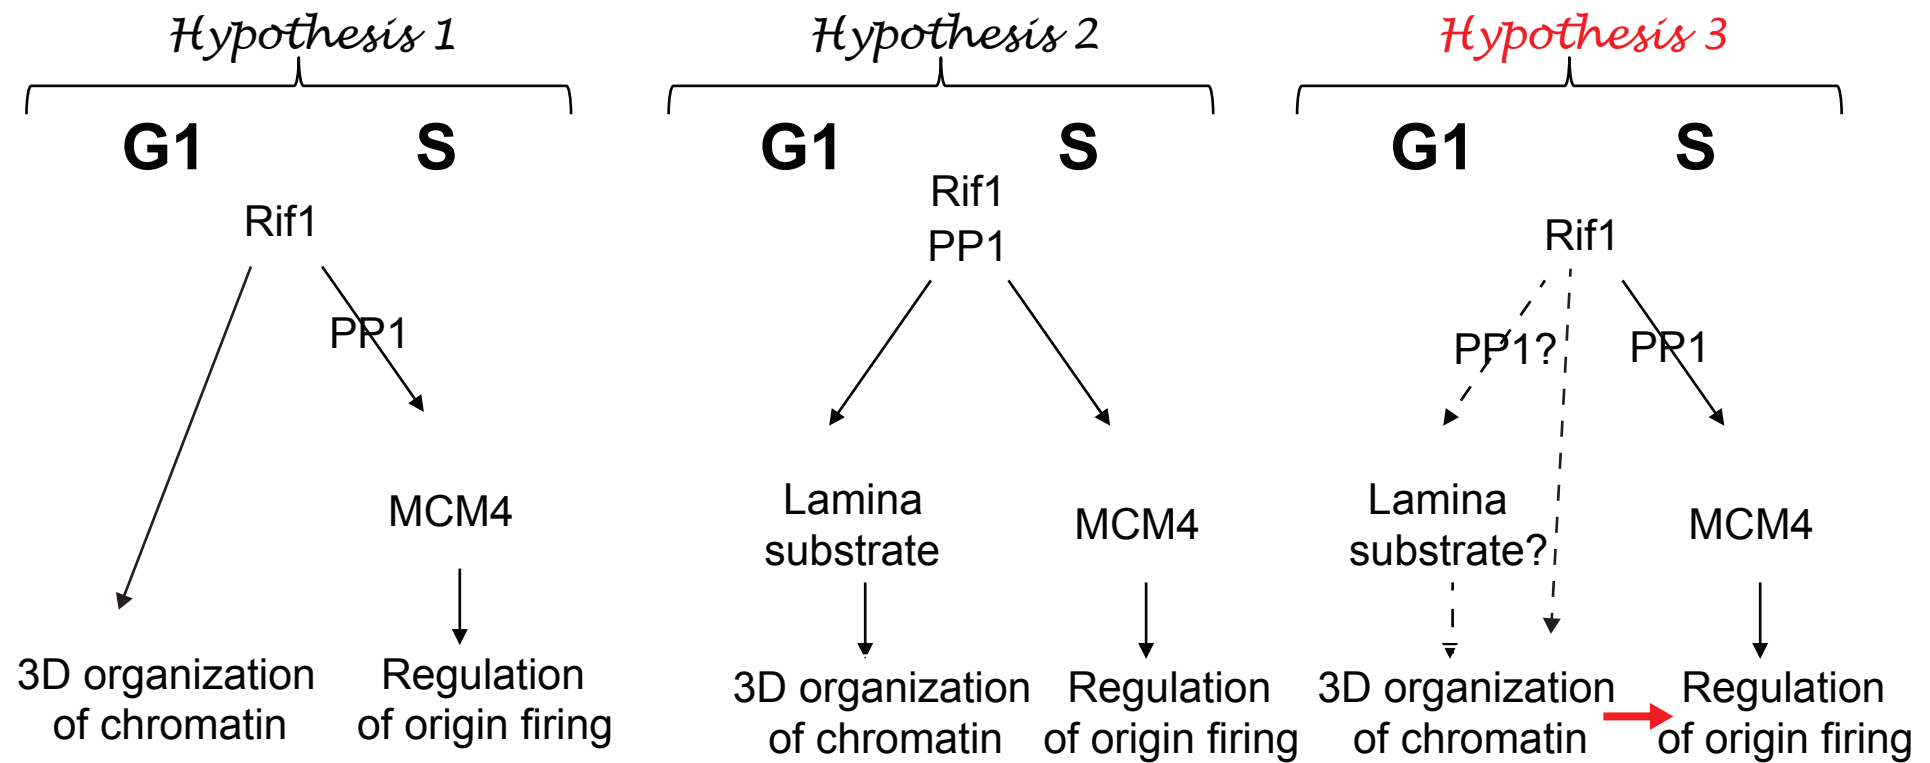 Hypothesis 1
G1
S
Rif1
PP1
MCM4
3D organization
of chromatin
Regulation
of origin firing
Hypothesis 2
G1
S
Rif1
PP1
Lamina
substrate
MCM4
3D organization
of chromatin
Regulation
of origin firing
Hypothesis 3
G1
S
Rif1
PP1?
PP1
Lamina
substrate?
MCM4
3D organization
of chromatin
Regulation
of origin firing